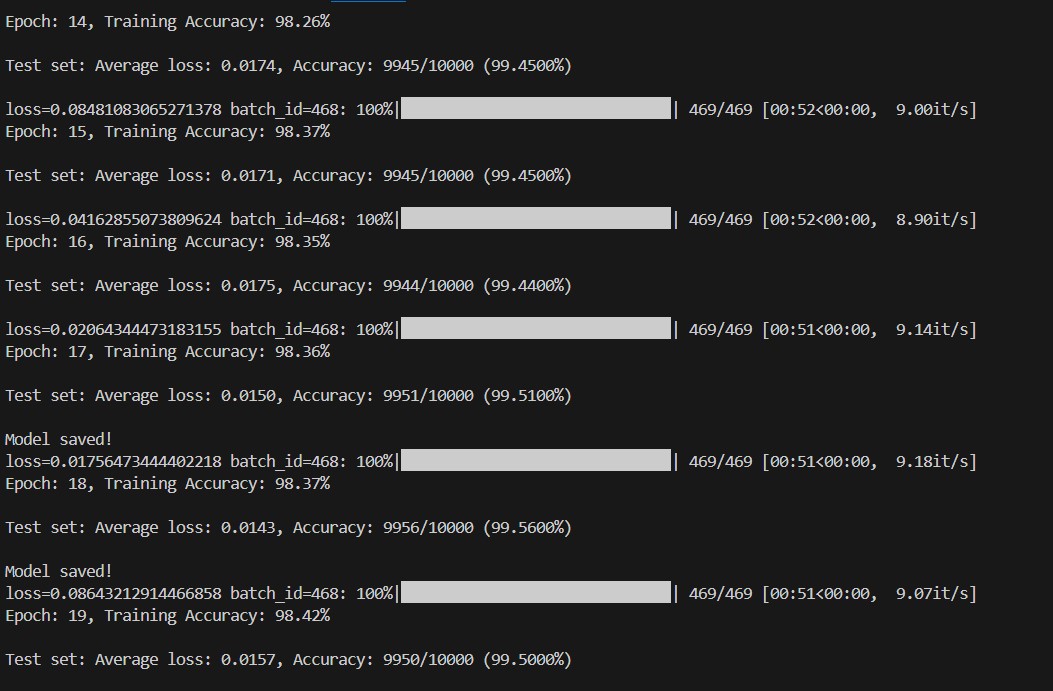 Epoch: 14, Training Accuracy: 98.26%
Test set: Average loss: 0.0174, Accuracy: 9945/10000 (99.4500%)
loss=0.08481083065271378 batch_id=468: 100%|██████████| 469/469 [00:52<00:00, 9.00it/s]
Epoch: 15, Training Accuracy: 98.37%
Test set: Average loss: 0.0171, Accuracy: 9945/10000 (99.4500%)
loss=0.04162855073809624 batch_id=468: 100%|██████████| 469/469 [00:52<00:00, 8.90it/s]
Epoch: 16, Training Accuracy: 98.35%
Test set: Average loss: 0.0175, Accuracy: 9944/10000 (99.4400%)
loss=0.02064344473183155 batch_id=468: 100%|██████████| 469/469 [00:51<00:00, 9.14it/s]
Epoch: 17, Training Accuracy: 98.36%
Test set: Average loss: 0.0150, Accuracy: 9951/10000 (99.5100%)
Model saved!
loss=0.01756473444402218 batch_id=468: 100%|██████████| 469/469 [00:51<00:00, 9.18it/s]
Epoch: 18, Training Accuracy: 98.37%
Test set: Average loss: 0.0143, Accuracy: 9956/10000 (99.5600%)
Model saved!
loss=0.08643212914466858 batch_id=468: 100%|██████████| 469/469 [00:51<00:00, 9.07it/s]
Epoch: 19, Training Accuracy: 98.42%
Test set: Average loss: 0.0157, Accuracy: 9950/10000 (99.5000%)